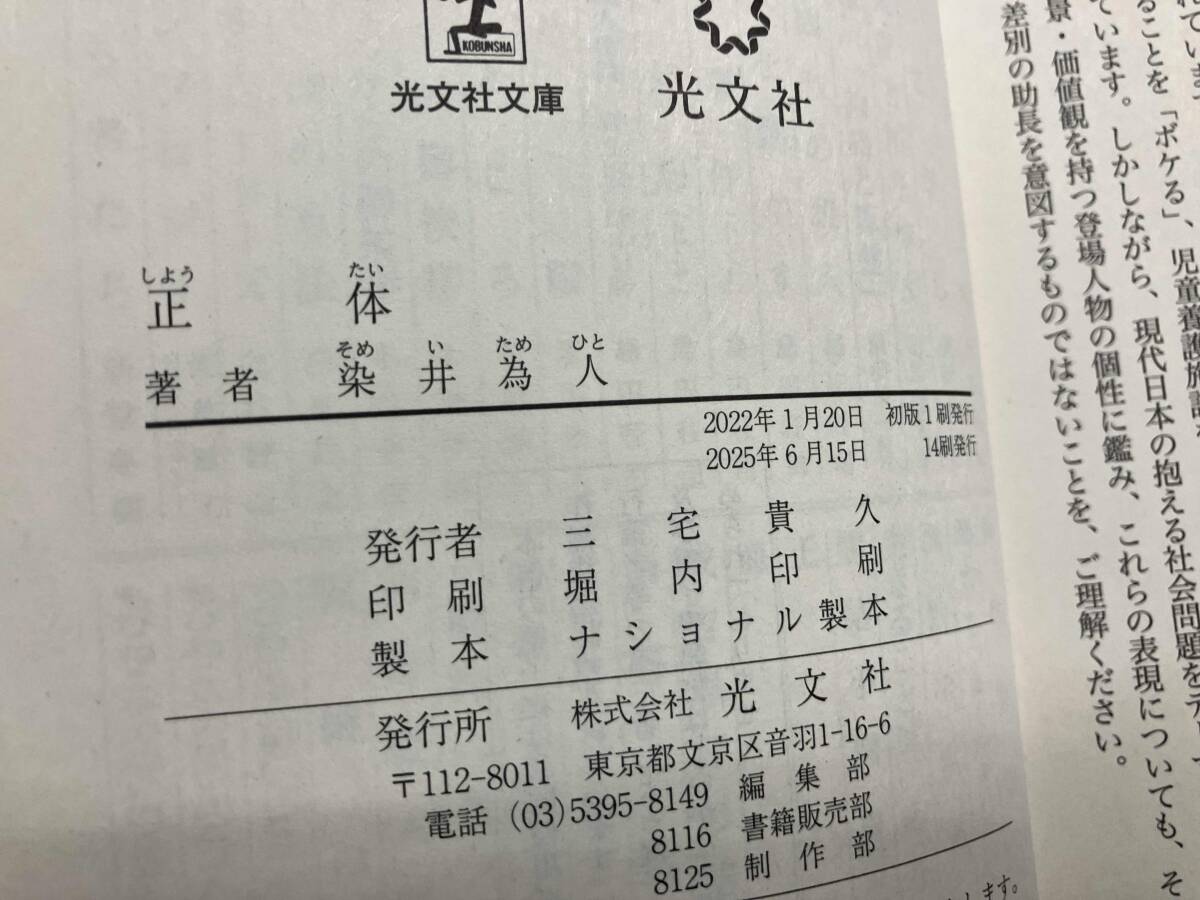 KOBUNSHA
光文社文庫 光文社
しよう たい
正体
そめ い ため ひと
著者 染井為人
2022年1月20日 初版1刷発行
2025年6月15日 14刷発行
発行者 三宅貴久
印刷 堀内印刷
製本 ナショナル製本
発行所 株式会社 光文社
〒112-8011 東京都文京区音羽1-16-6
電話 (03)5395-8149 編集部
8116 書籍販売部
8125 制作部
します。
れていま
ることを「ボケる」、児童養護施設
ています。しかしながら、現代日本の抱える社会問題をテー
景・価値観を持つ登場人物の個性に鑑み、これらの表現についても、そ
差別の助長を意図するものではないことを、ご理解ください。